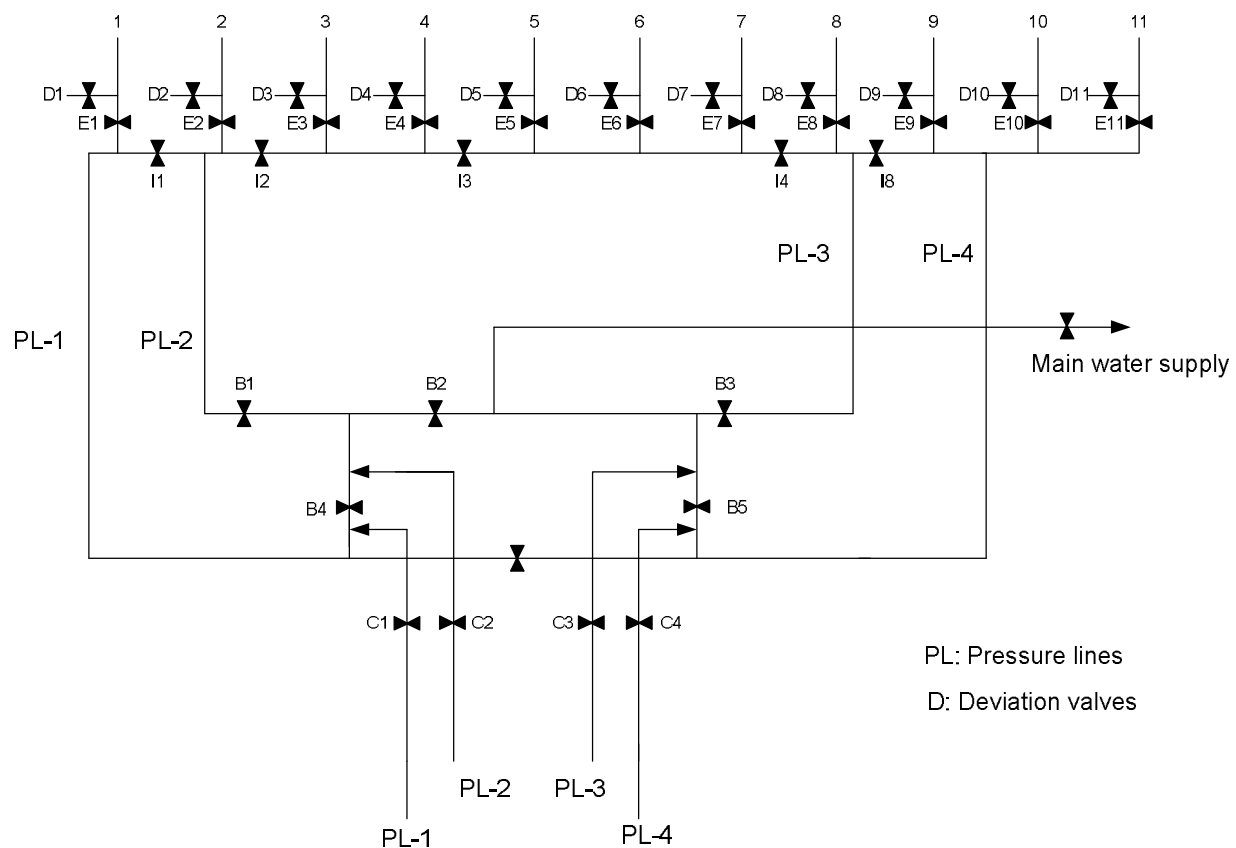 1 2 3 4 5 6 7 8 9 10 11
D1 D2 D3 D4 D5 D6 D7 D8 D9 D10 D11
E1 E2 E3 E4 E5 E6 E7 E8 E9 E10 E11
I1 I2 I3 I4 I8
PL-3 PL-4
PL-1 PL-2
Main water supply
B1 B2 B3
B4 B5
C1 C2 C3 C4
PL: Pressure lines
D: Deviation valves
PL-2 PL-3
PL-1 PL-4